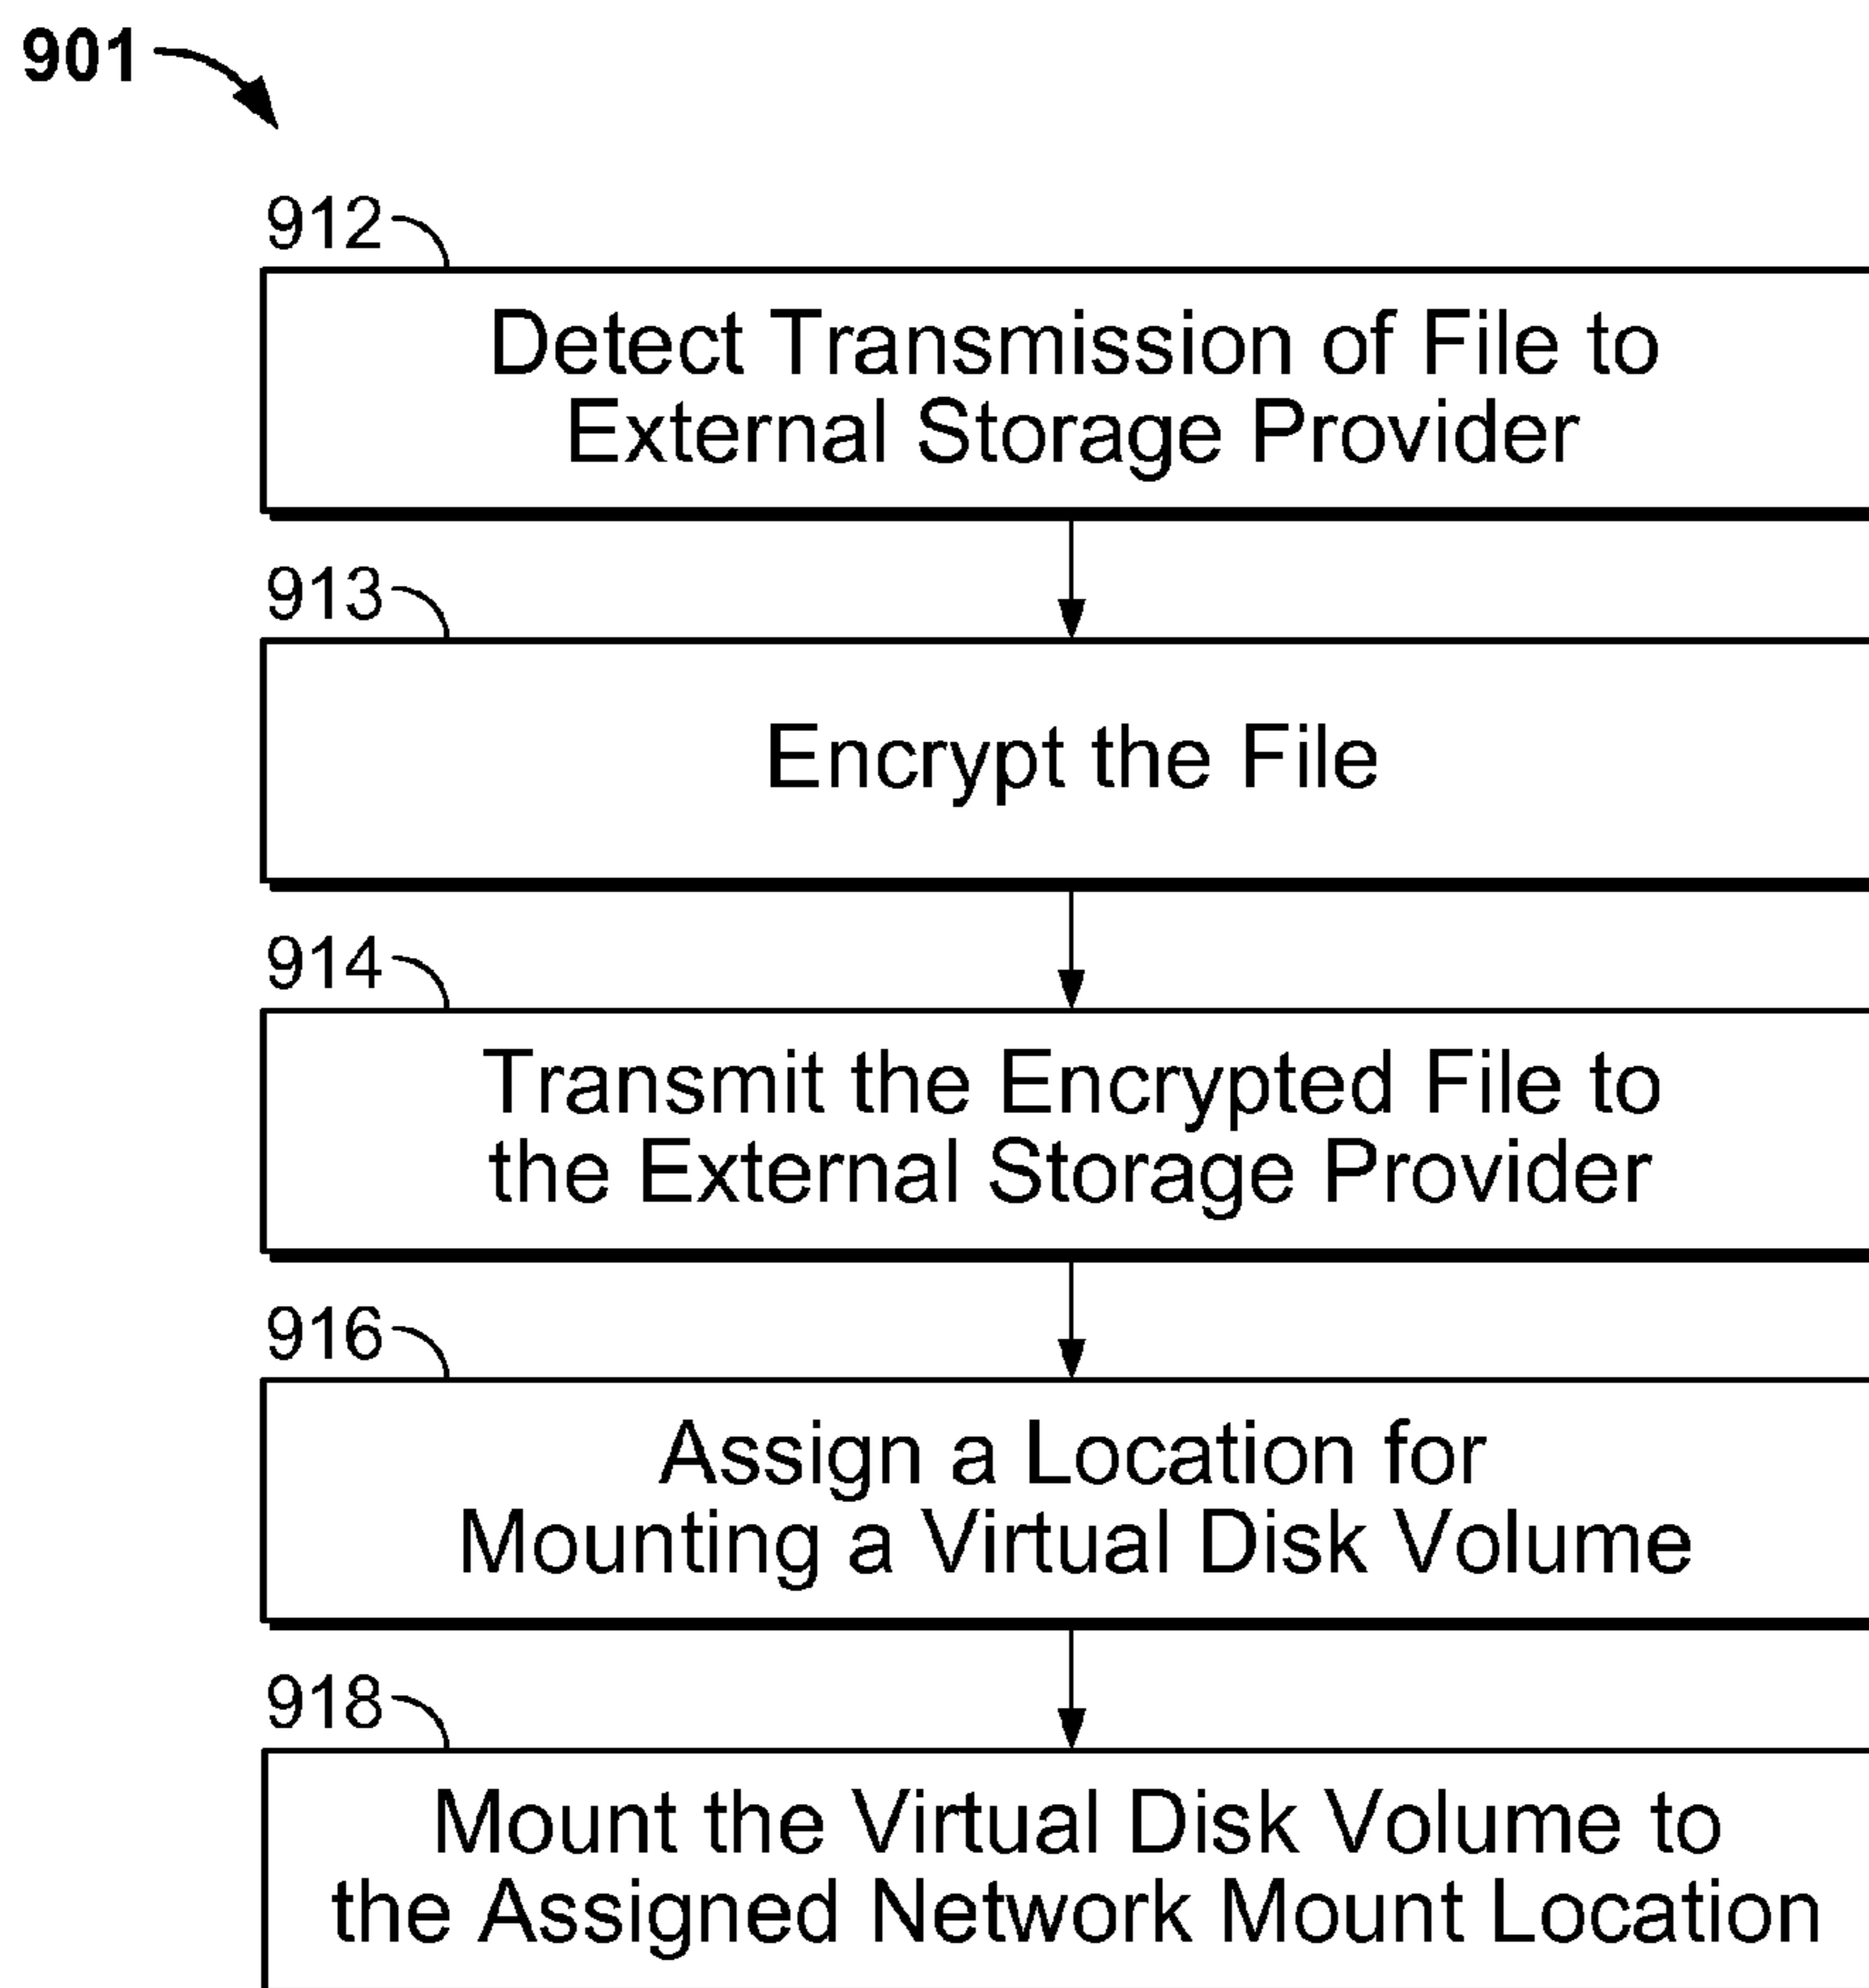 901
912
Detect Transmission of File to
External Storage Provider
913
Encrypt the File
914
Transmit the Encrypted File to
the External Storage Provider
916
Assign a Location for
Mounting a Virtual Disk Volume
918
Mount the Virtual Disk Volume to
the Assigned Network Mount Location